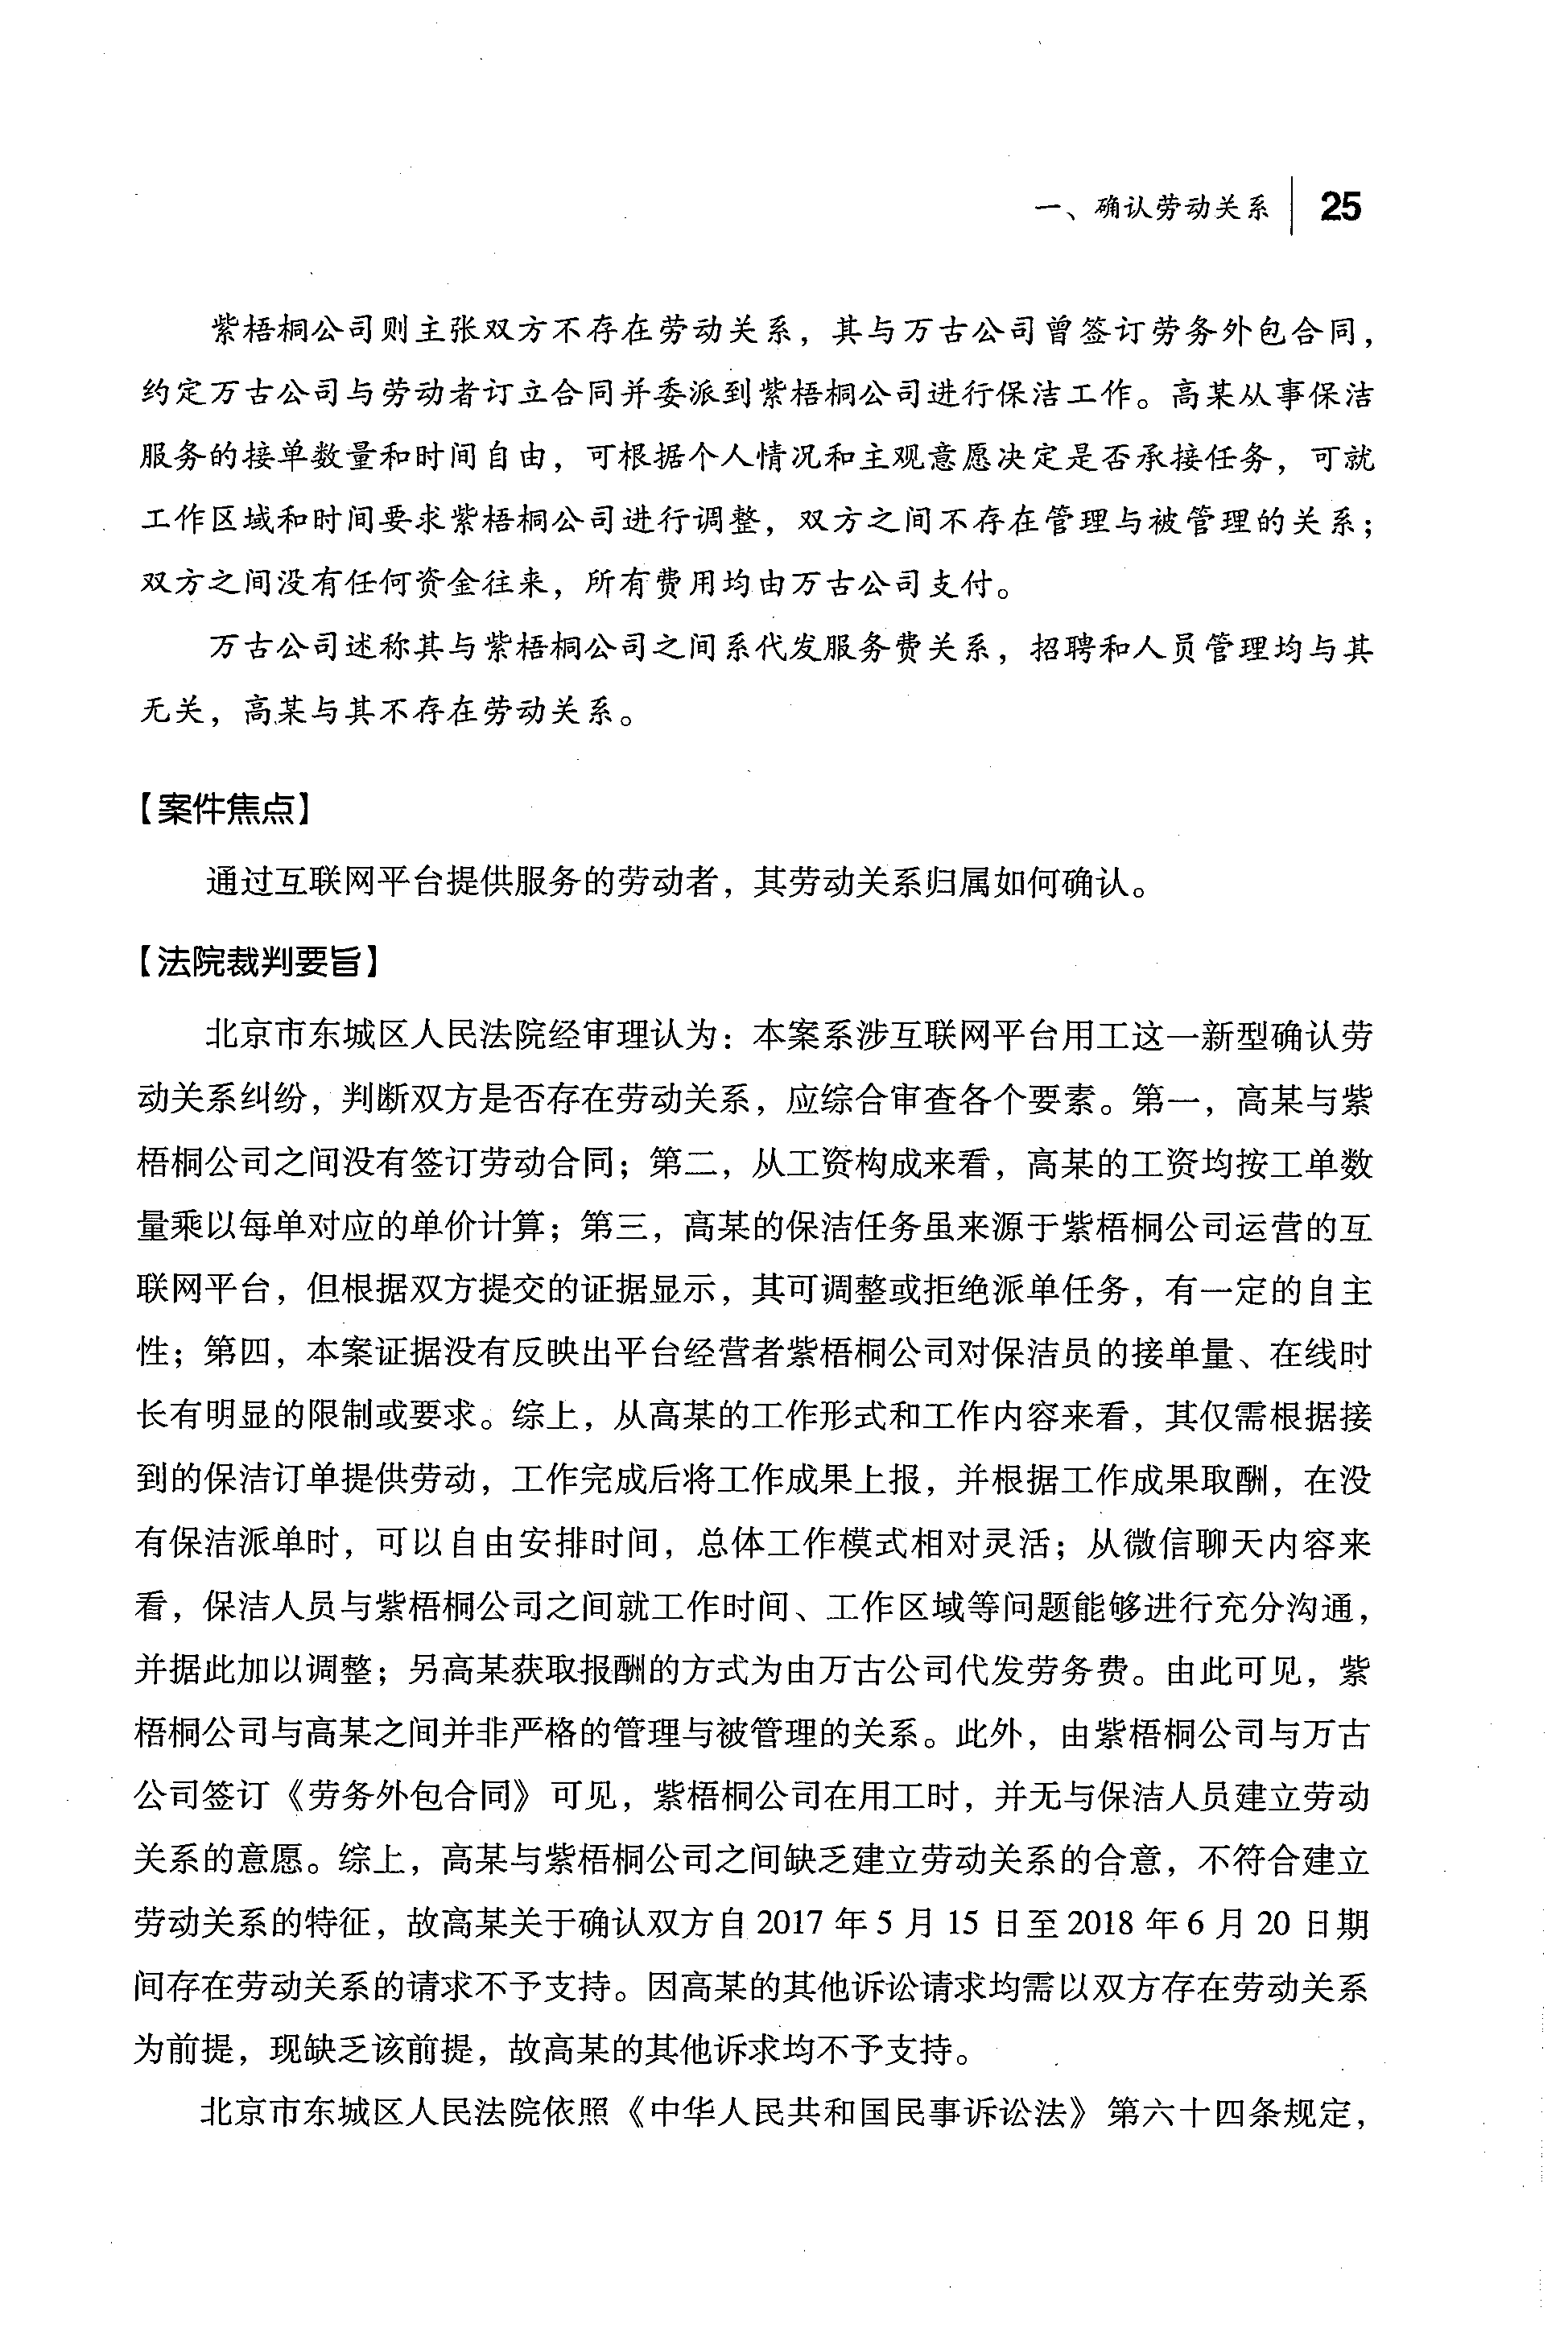 一、确认劳动关系 25
紫梧桐公司则主张双方不存在劳动关系，其与万古公司曾签订劳务外包合同，
约定万古公司与劳动者订立合同并委派到紫梧桐公司进行保洁工作。高某从事保洁
服务的接单数量和时间自由，可根据个人情况和主观意愿决定是否承接任务，可就
工作区域和时间要求紫梧桐公司进行调整，双方之间不存在管理与被管理的关系；
双方之间没有任何资金往来，所有费用均由万古公司支付。
万古公司述称其与紫梧桐公司之间系代发服务费关系，招聘和人员管理均与其
无关，高某与其不存在劳动关系。
【案件焦点】
通过互联网平台提供服务的劳动者，其劳动关系归属如何确认。
【法院裁判要旨】
北京市东城区人民法院经审理认为：本案系涉互联网平台用工这一新型确认劳
动关系纠纷，判断双方是否存在劳动关系，应综合审查各个要素。第一，高某与紫
梧桐公司之间没有签订劳动合同；第二，从工资构成来看，高某的工资均按工单数
量乘以每单对应的单价计算；第三，高某的保洁任务虽来源于紫梧桐公司运营的互
联网平台，但根据双方提交的证据显示，其可调整或拒绝派单任务，有一定的自主
性；第四，本案证据没有反映出平台经营者紫梧桐公司对保洁员的接单量、在线时
长有明显的限制或要求。综上，从高某的工作形式和工作内容来看，其仅需根据接
到的保洁订单提供劳动，工作完成后将工作成果上报，并根据工作成果取酬，在没
有保洁派单时，可以自由安排时间，总体工作模式相对灵活；从微信聊天内容来
看，保洁人员与紫梧桐公司之间就工作时间、工作区域等问题能够进行充分沟通，
并据此加以调整；另高某获取报酬的方式为由万古公司代发劳务费。由此可见，紫
梧桐公司与高某之间并非严格的管理与被管理的关系。此外，由紫梧桐公司与万古
公司签订《劳务外包合同》可见，紫梧桐公司在用工时，并无与保洁人员建立劳动
关系的意愿。综上，高某与紫梧桐公司之间缺乏建立劳动关系的合意，不符合建立
劳动关系的特征，故高某关于确认双方自 2017 年 5 月 15 日至 2018 年 6 月 20 日期
间存在劳动关系的请求不予支持。因高某的其他诉讼请求均需以双方存在劳动关系
为前提，现缺乏该前提，故高某的其他诉求均不予支持。
北京市东城区人民法院依照《中华人民共和国民事诉讼法》第六十四条规定，